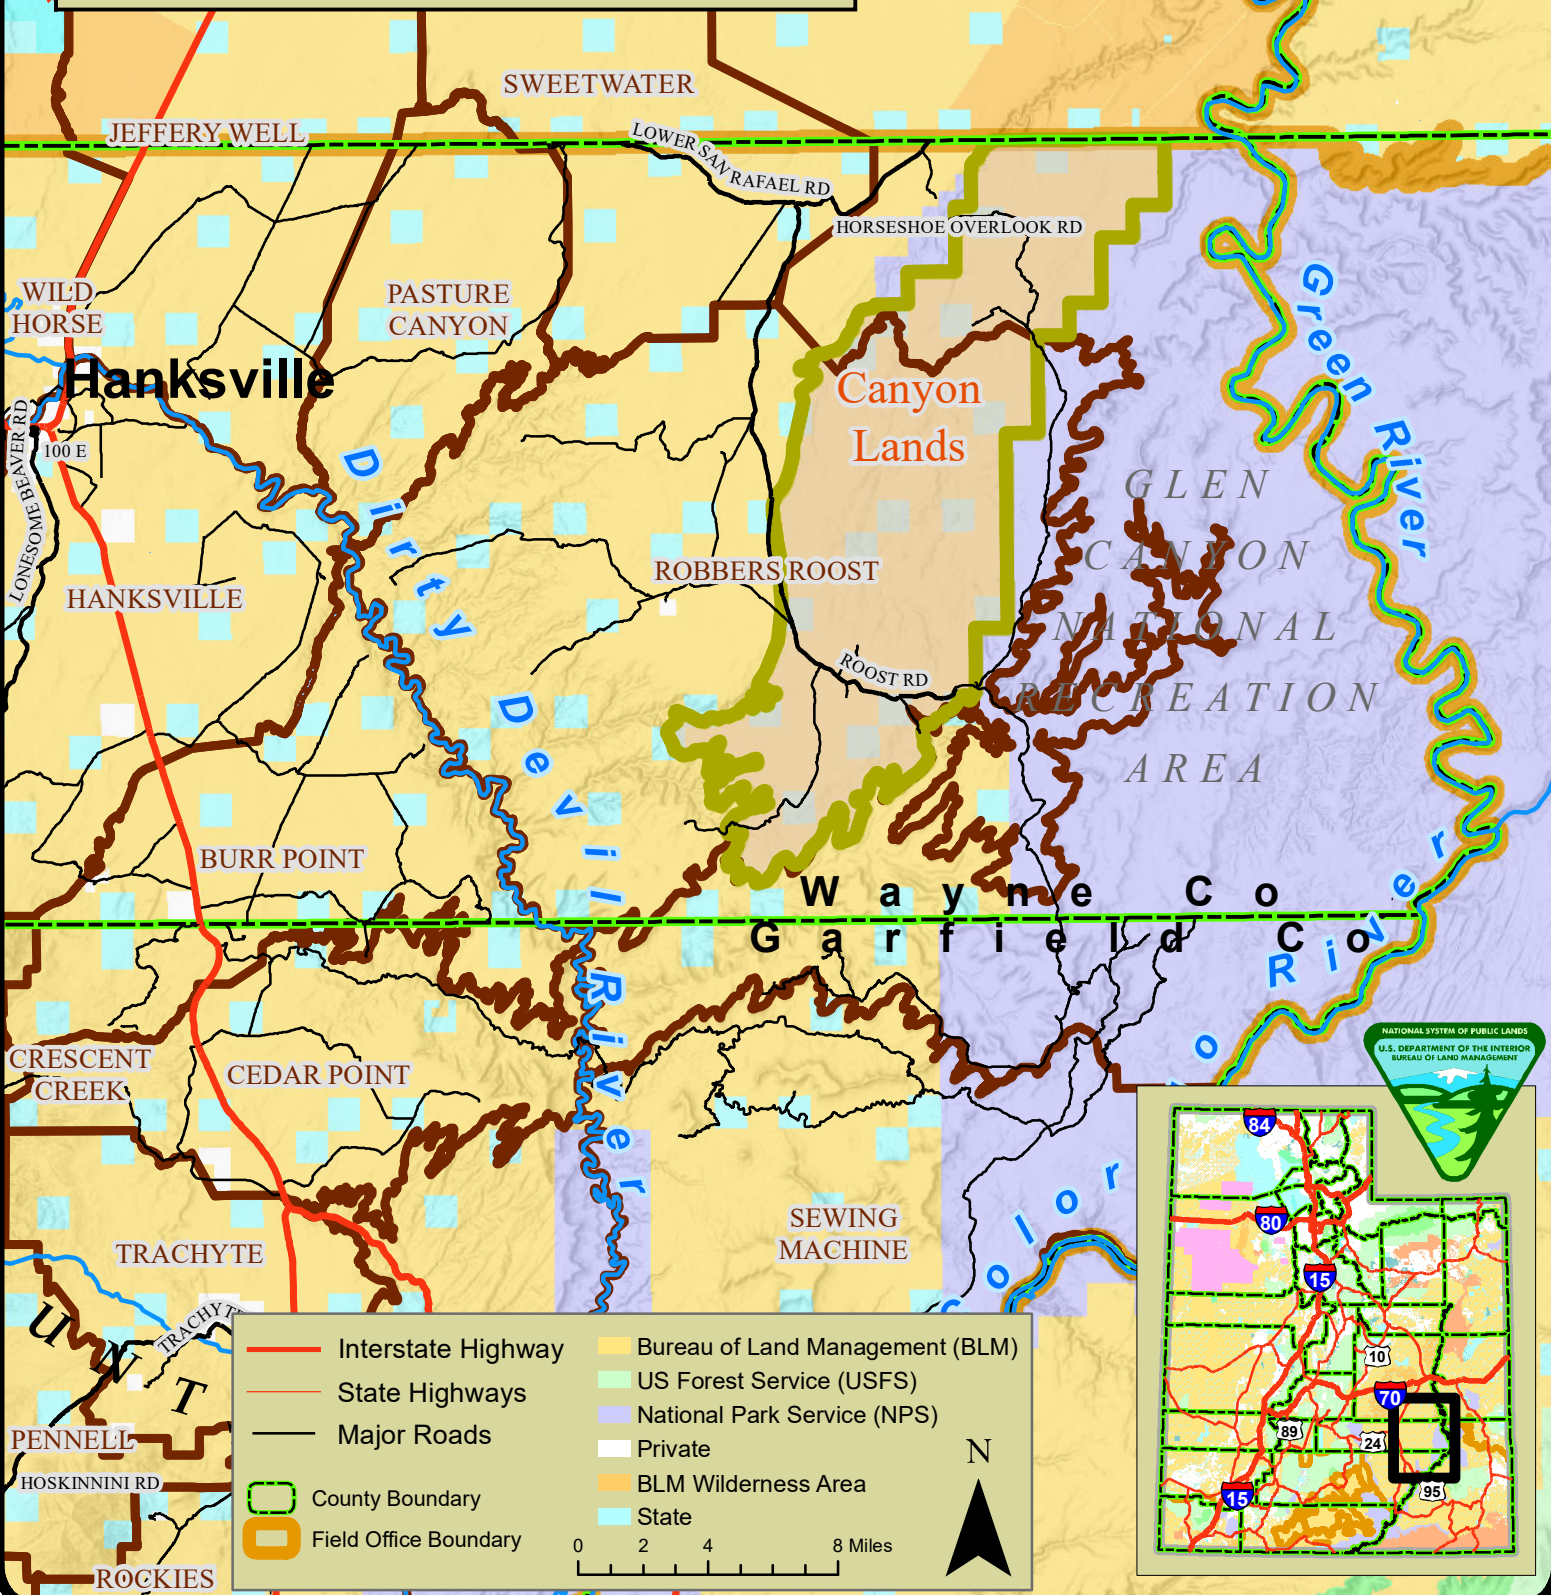 SWEETWATER
JEFFERY WELL
LOWER SAN RAFAEL RD
HORSESHOE OVERLOOK RD
WILD
HORSE
PASTURE
CANYON
Green River
Hanksville
Canyon
Lands
LONESOME BEAVER RD
100 E
Dirty Devil River
GLEN
CANYON
NATIONAL
RECREATION
AREA
ROBBERS ROOST
HANKSVILLE
ROOST RD
BURR POINT
Wayne Co
Garfield Co
River
CRESCENT
CREEK
CEDAR POINT
SEWING
MACHINE
TRACHYTE
UNT
PENNELL
HOSKINNINI RD
ROCKIES
olor
o
NATIONAL SYSTEM OF PUBLIC LANDS
U.S. DEPARTMENT OF THE INTERIOR
BUREAU OF LAND MANAGEMENT
84
80
15
10
70
89
24
15
95
Interstate Highway
State Highways
Major Roads
County Boundary
Field Office Boundary
Bureau of Land Management (BLM)
US Forest Service (USFS)
National Park Service (NPS)
Private
BLM Wilderness Area
State
0 2 4 8 Miles
N